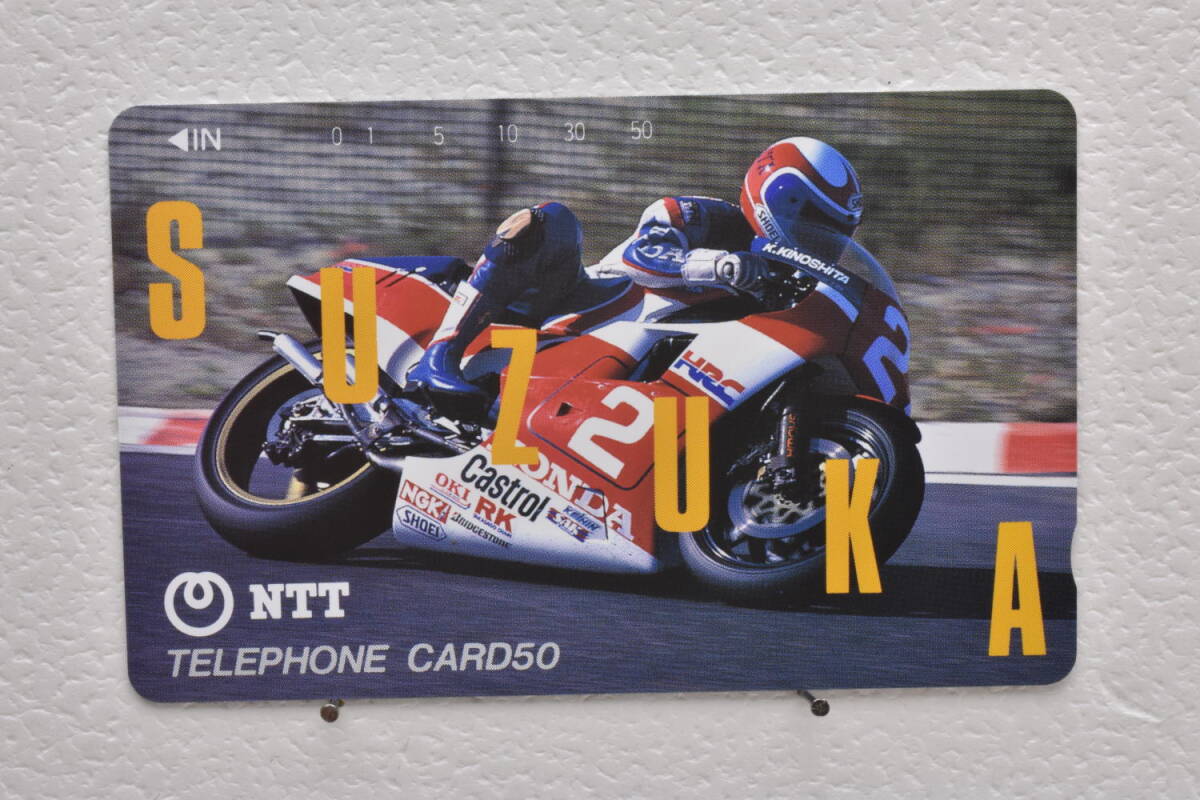 IN
0 1 5 10 30 50
SUZUKA
SHOEI
K.KINOSHITA
2
HRC
2
HONDA
Castrol
OKI
RK
NGK
SHOEI
BRIDGESTONE
NTT
TELEPHONE CARD50